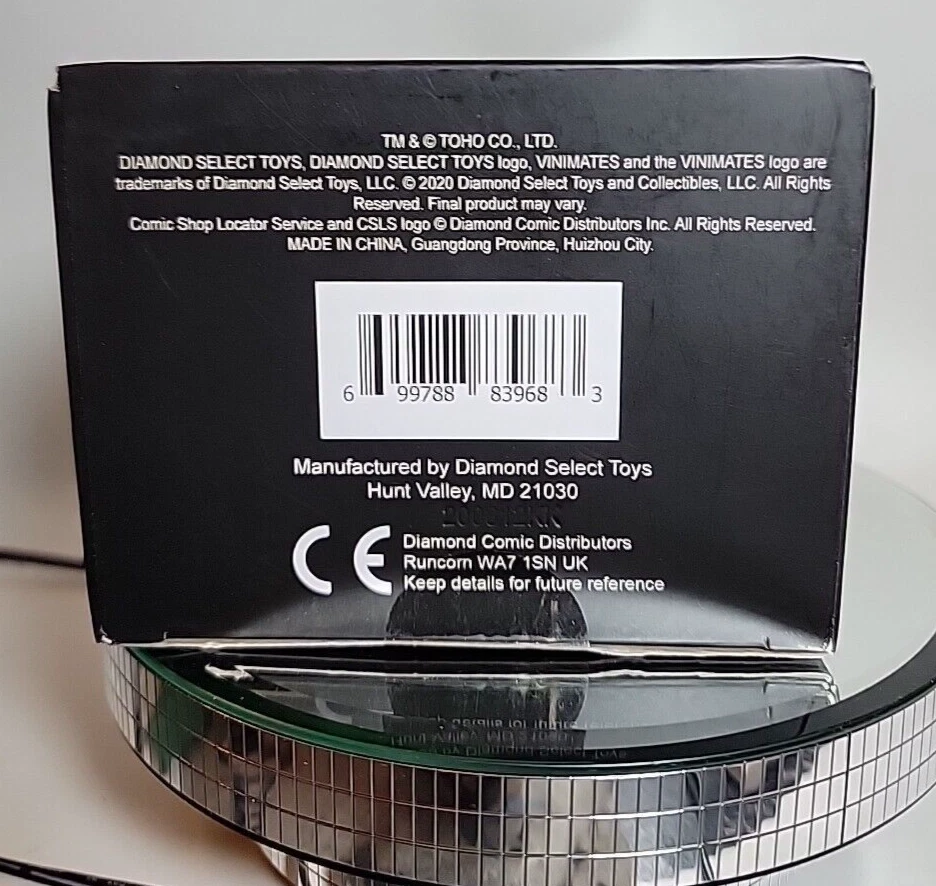 TM & © TOHO CO., LTD.
DIAMOND SELECT TOYS, DIAMOND SELECT TOYS logo, VINIMATES and the VINIMATES logo are
trademarks of Diamond Select Toys, LLC. © 2020 Diamond Select Toys and Collectibles, LLC. All Rights
Reserved. Final product may vary.
Comic Shop Locator Service and CSLS logo © Diamond Comic Distributors Inc. All Rights Reserved.
MADE IN CHINA, Guangdong Province, Huizhou City.
6 99788 83968 3
Manufactured by Diamond Select Toys
Hunt Valley, MD 21030
CE
Diamond Comic Distributors
Runcorn WA7 1SN UK
Keep details for future reference